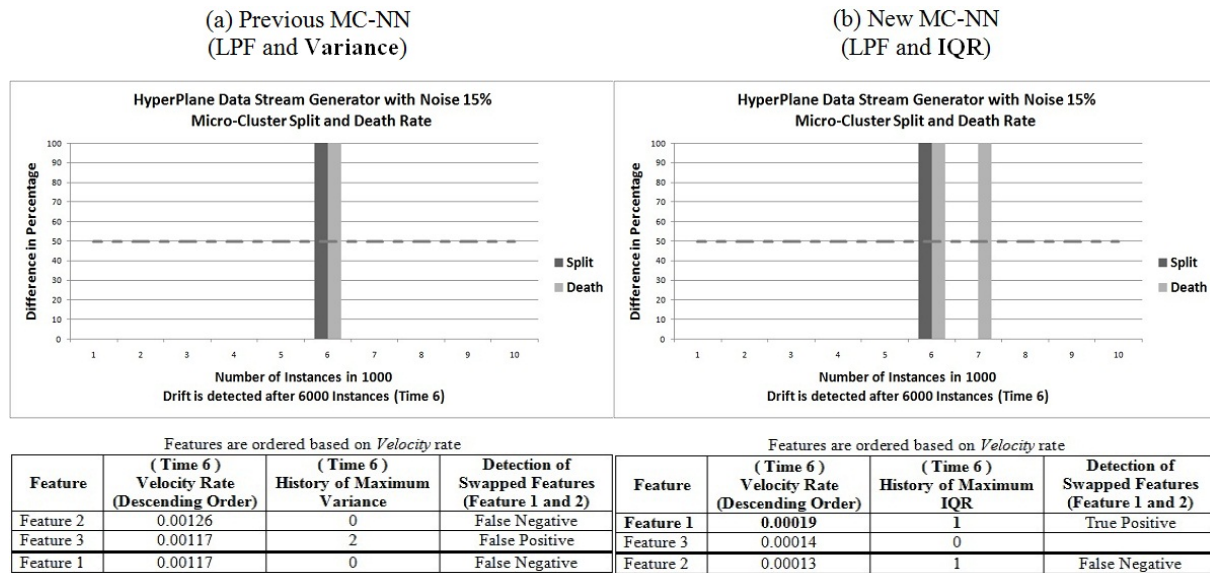 (a) Previous MC-NN
(LPF and Variance)
HyperPlane Data Stream Generator with Noise 15%
Micro-Cluster Split and Death Rate
Difference in Percentage
100
90
80
70
60
50
40
30
20
10
0
1 2 3 4 5 6 7 8 9 10
Split
Death
Number of Instances in 1000
Drift is detected after 6000 Instances (Time 6)
Features are ordered based on Velocity rate
Feature ( Time 6 ) Velocity Rate (Descending Order) ( Time 6 ) History of Maximum Variance Detection of Swapped Features (Feature 1 and 2)
Feature 2 0.00126 0 False Negative
Feature 3 0.00117 2 False Positive
Feature 1 0.00117 0 False Negative
(b) New MC-NN
(LPF and IQR)
HyperPlane Data Stream Generator with Noise 15%
Micro-Cluster Split and Death Rate
Difference in Percentage
100
90
80
70
60
50
40
30
20
10
0
1 2 3 4 5 6 7 8 9 10
Split
Death
Number of Instances in 1000
Drift is detected after 6000 Instances (Time 6)
Features are ordered based on Velocity rate
Feature ( Time 6 ) Velocity Rate (Descending Order) ( Time 6 ) History of Maximum IQR Detection of Swapped Features (Feature 1 and 2)
Feature 1 0.00019 1 True Positive
Feature 3 0.00014 0
Feature 2 0.00013 1 False Negative